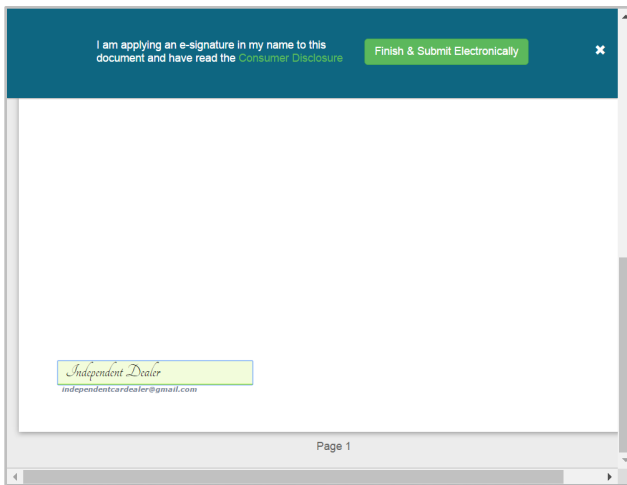 I am applying an e-signature in my name to this
document and have read the Consumer Disclosure
Finish & Submit Electronically
Independent Dealer
independentcardealer@gmail.com
Page 1